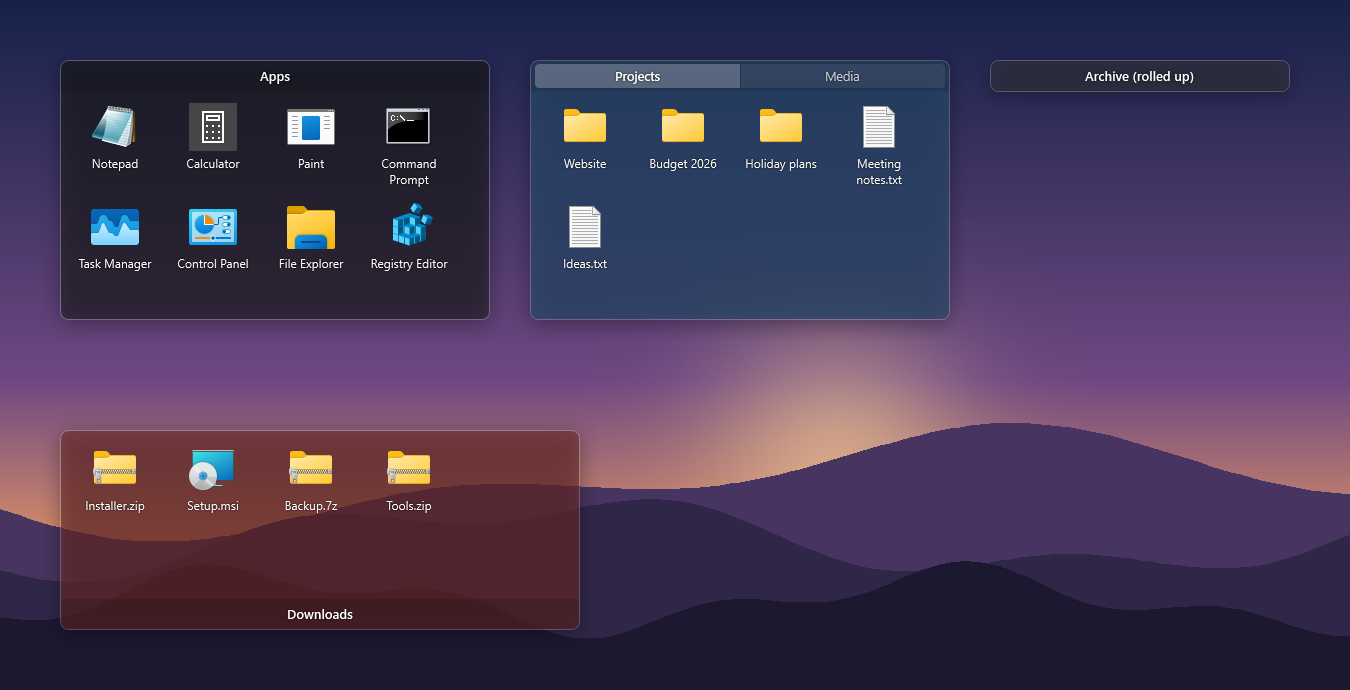 Apps
Notepad
Calculator
Paint
Command
Prompt
Task Manager
Control Panel
File Explorer
Registry Editor
Projects
Media
Website
Budget 2026
Holiday plans
Meeting
notes.txt
Ideas.txt
Archive (rolled up)
Installer.zip
Setup.msi
Backup.7z
Tools.zip
Downloads